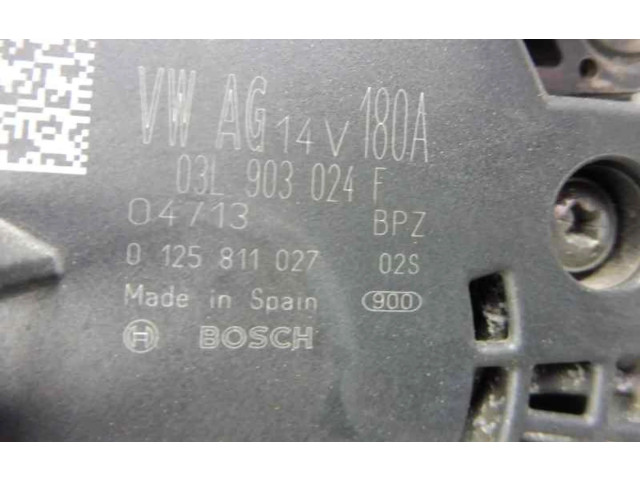 VW AG 14V 180A
03L 903 024 F
04/13 BPZ
0 125 811 027 02S
Made in Spain 900
BOSCH